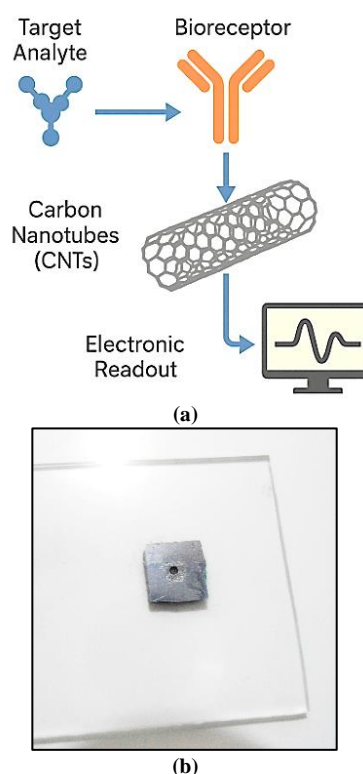 Target
Analyte
Bioreceptor
Carbon
Nanotubes
(CNTs)
Electronic
Readout
(a)
(b)